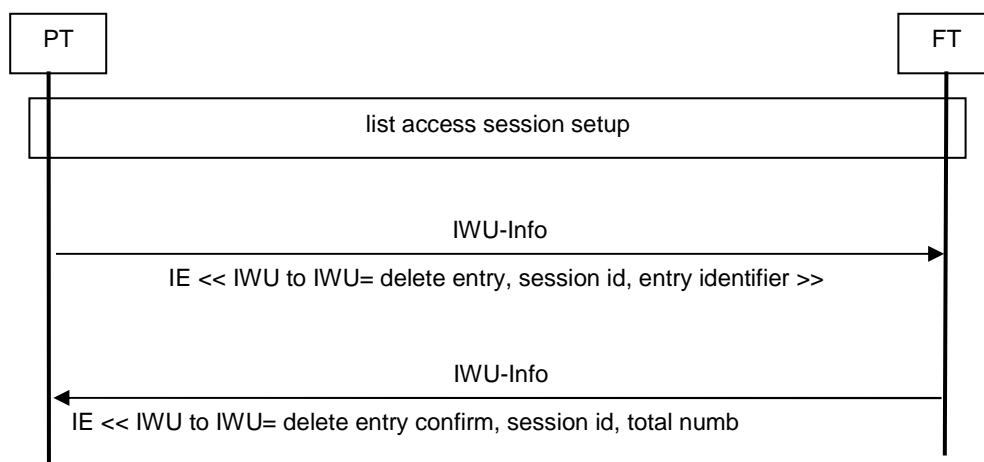 PT
FT
list access session setup
IWU-Info
IE << IWU to IWU= delete entry, session id, entry identifier >>
IWU-Info
IE << IWU to IWU= delete entry confirm, session id, total numb